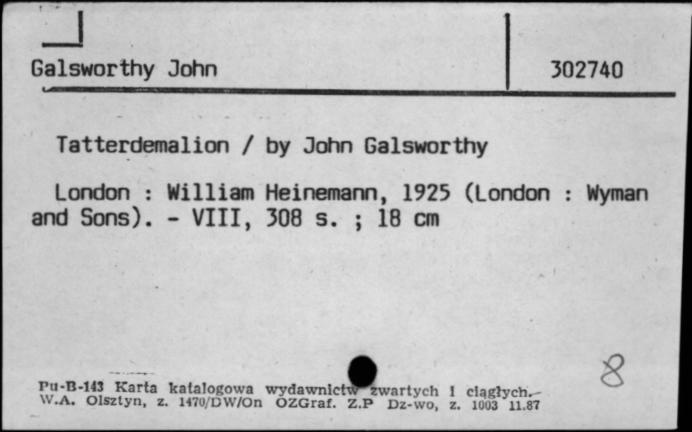 Galsworthy John
302740
Tatterdemalion / by John Galsworthy
London : William Heinemann, 1925 (London : Wyman
and Sons). - VIII, 308 s. ; 18 cm
8
Pu-B-143 Karta katalogowa wydawnictw zwartych i ciągłych.
W.A. Olsztyn, z. 1470/DW/On OZGraf. Z.P Dz-wo, z. 1003 11.87